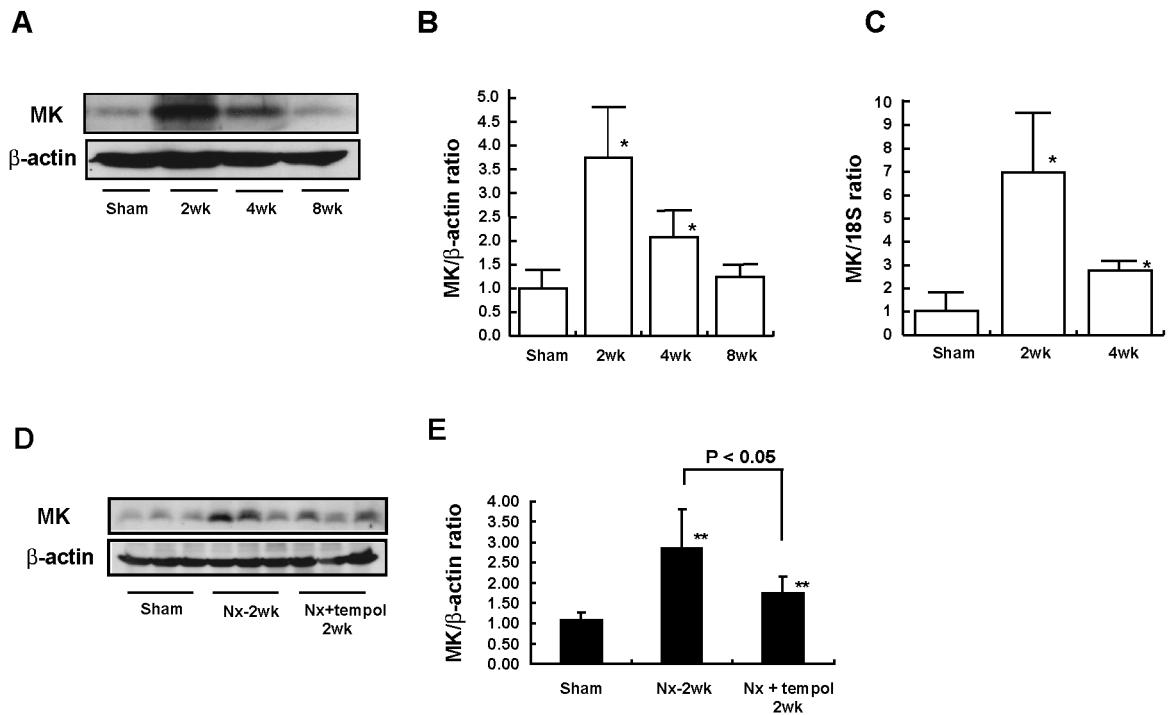 A
MK
β-actin
Sham 2wk 4wk 8wk
B
MK/β-actin ratio
5.0
4.5
4.0
3.5
3.0
2.5
2.0
1.5
1.0
0.5
0.0
*
*
Sham 2wk 4wk 8wk
C
MK/18S ratio
10
9
8
7
6
5
4
3
2
1
0
*
*
Sham 2wk 4wk
D
MK
β-actin
Sham Nx-2wk Nx+tempol
2wk
E
P < 0.05
MK/β-actin ratio
4.00
3.50
3.00
2.50
2.00
1.50
1.00
0.50
0.00
**
**
Sham Nx-2wk Nx + tempol
2wk